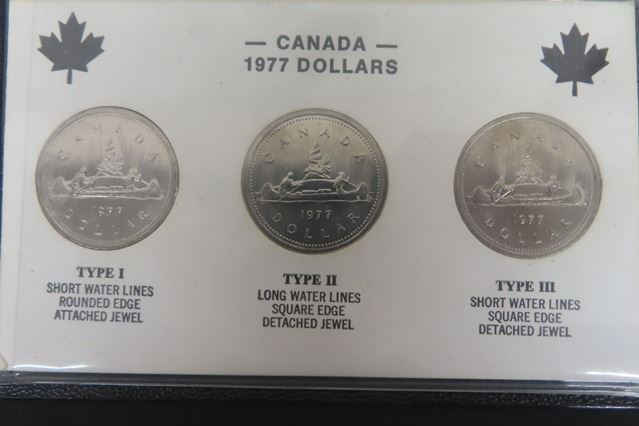 — CANADA —
1977 DOLLARS
CANADA
1977
DOLLAR
CANADA
1977
DOLLAR
CANADA
1977
DOLLAR
TYPE I
SHORT WATER LINES
ROUNDED EDGE
ATTACHED JEWEL
TYPE II
LONG WATER LINES
SQUARE EDGE
DETACHED JEWEL
TYPE III
SHORT WATER LINES
SQUARE EDGE
DETACHED JEWEL